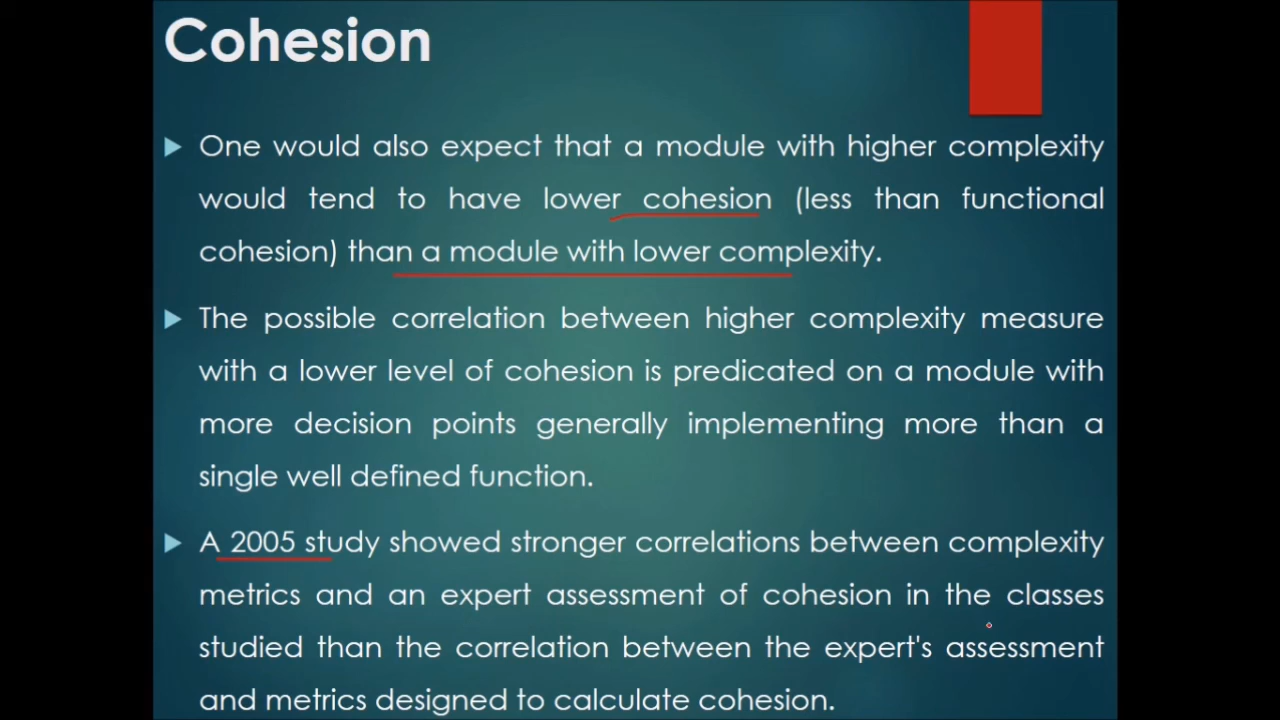 Cohesion
One would also expect that a module with higher complexity
would tend to have lower cohesion (less than functional
cohesion) than a module with lower complexity.
The possible correlation between higher complexity measure
with a lower level of cohesion is predicated on a module with
more decision points generally implementing more than a
single well defined function.
A 2005 study showed stronger correlations between complexity
metrics and an expert assessment of cohesion in the classes
studied than the correlation between the expert's assessment
and metrics designed to calculate cohesion.